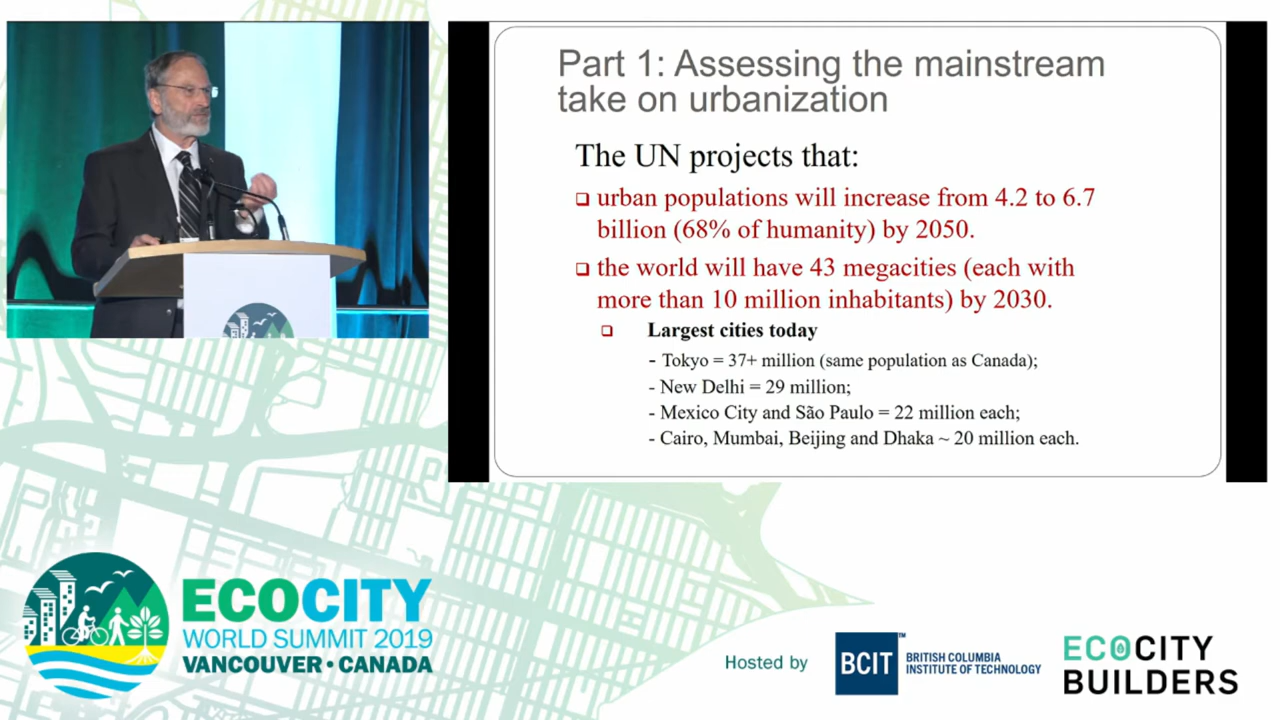 Part 1: Assessing the mainstream
take on urbanization
The UN projects that:
❑ urban populations will increase from 4.2 to 6.7
billion (68% of humanity) by 2050.
❑ the world will have 43 megacities (each with
more than 10 million inhabitants) by 2030.
❑ Largest cities today
- Tokyo = 37+ million (same population as Canada);
- New Delhi = 29 million;
- Mexico City and São Paulo = 22 million each;
- Cairo, Mumbai, Beijing and Dhaka ~ 20 million each.
ECOCITY
WORLD SUMMIT 2019
VANCOUVER • CANADA
Hosted by
BCIT™
BRITISH COLUMBIA
INSTITUTE OF TECHNOLOGY
ECOCITY
BUILDERS